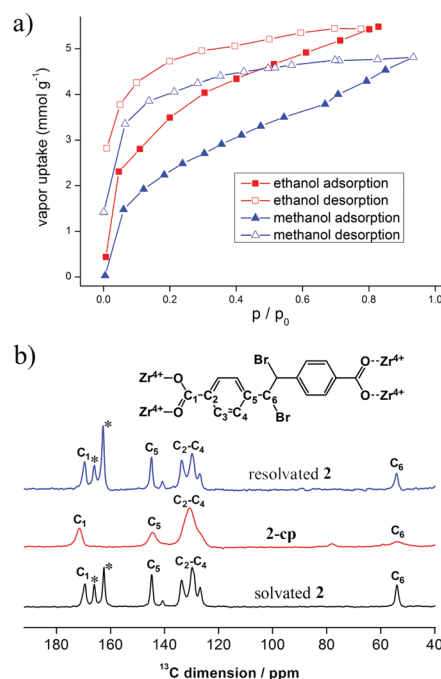 a)
vapor uptake (mmol g⁻¹)
5
4
3
2
1
0
ethanol adsorption
ethanol desorption
methanol adsorption
methanol desorption
0.0 0.2 0.4 0.6 0.8 1.0
p / p₀
b)
Br
Zr⁴⁺ O C₁ C₂ C₃ C₄ C₅ C₆ O Zr⁴⁺
Zr⁴⁺ O Br O Zr⁴⁺
C₁ * * C₅ C₂-C₄ C₆
resolvated 2
C₁ C₅ C₂-C₄ C₆
2-cp
C₁ * * C₅ C₂-C₄ C₆
solvated 2
180 160 140 120 100 80 60 40
¹³C dimension / ppm